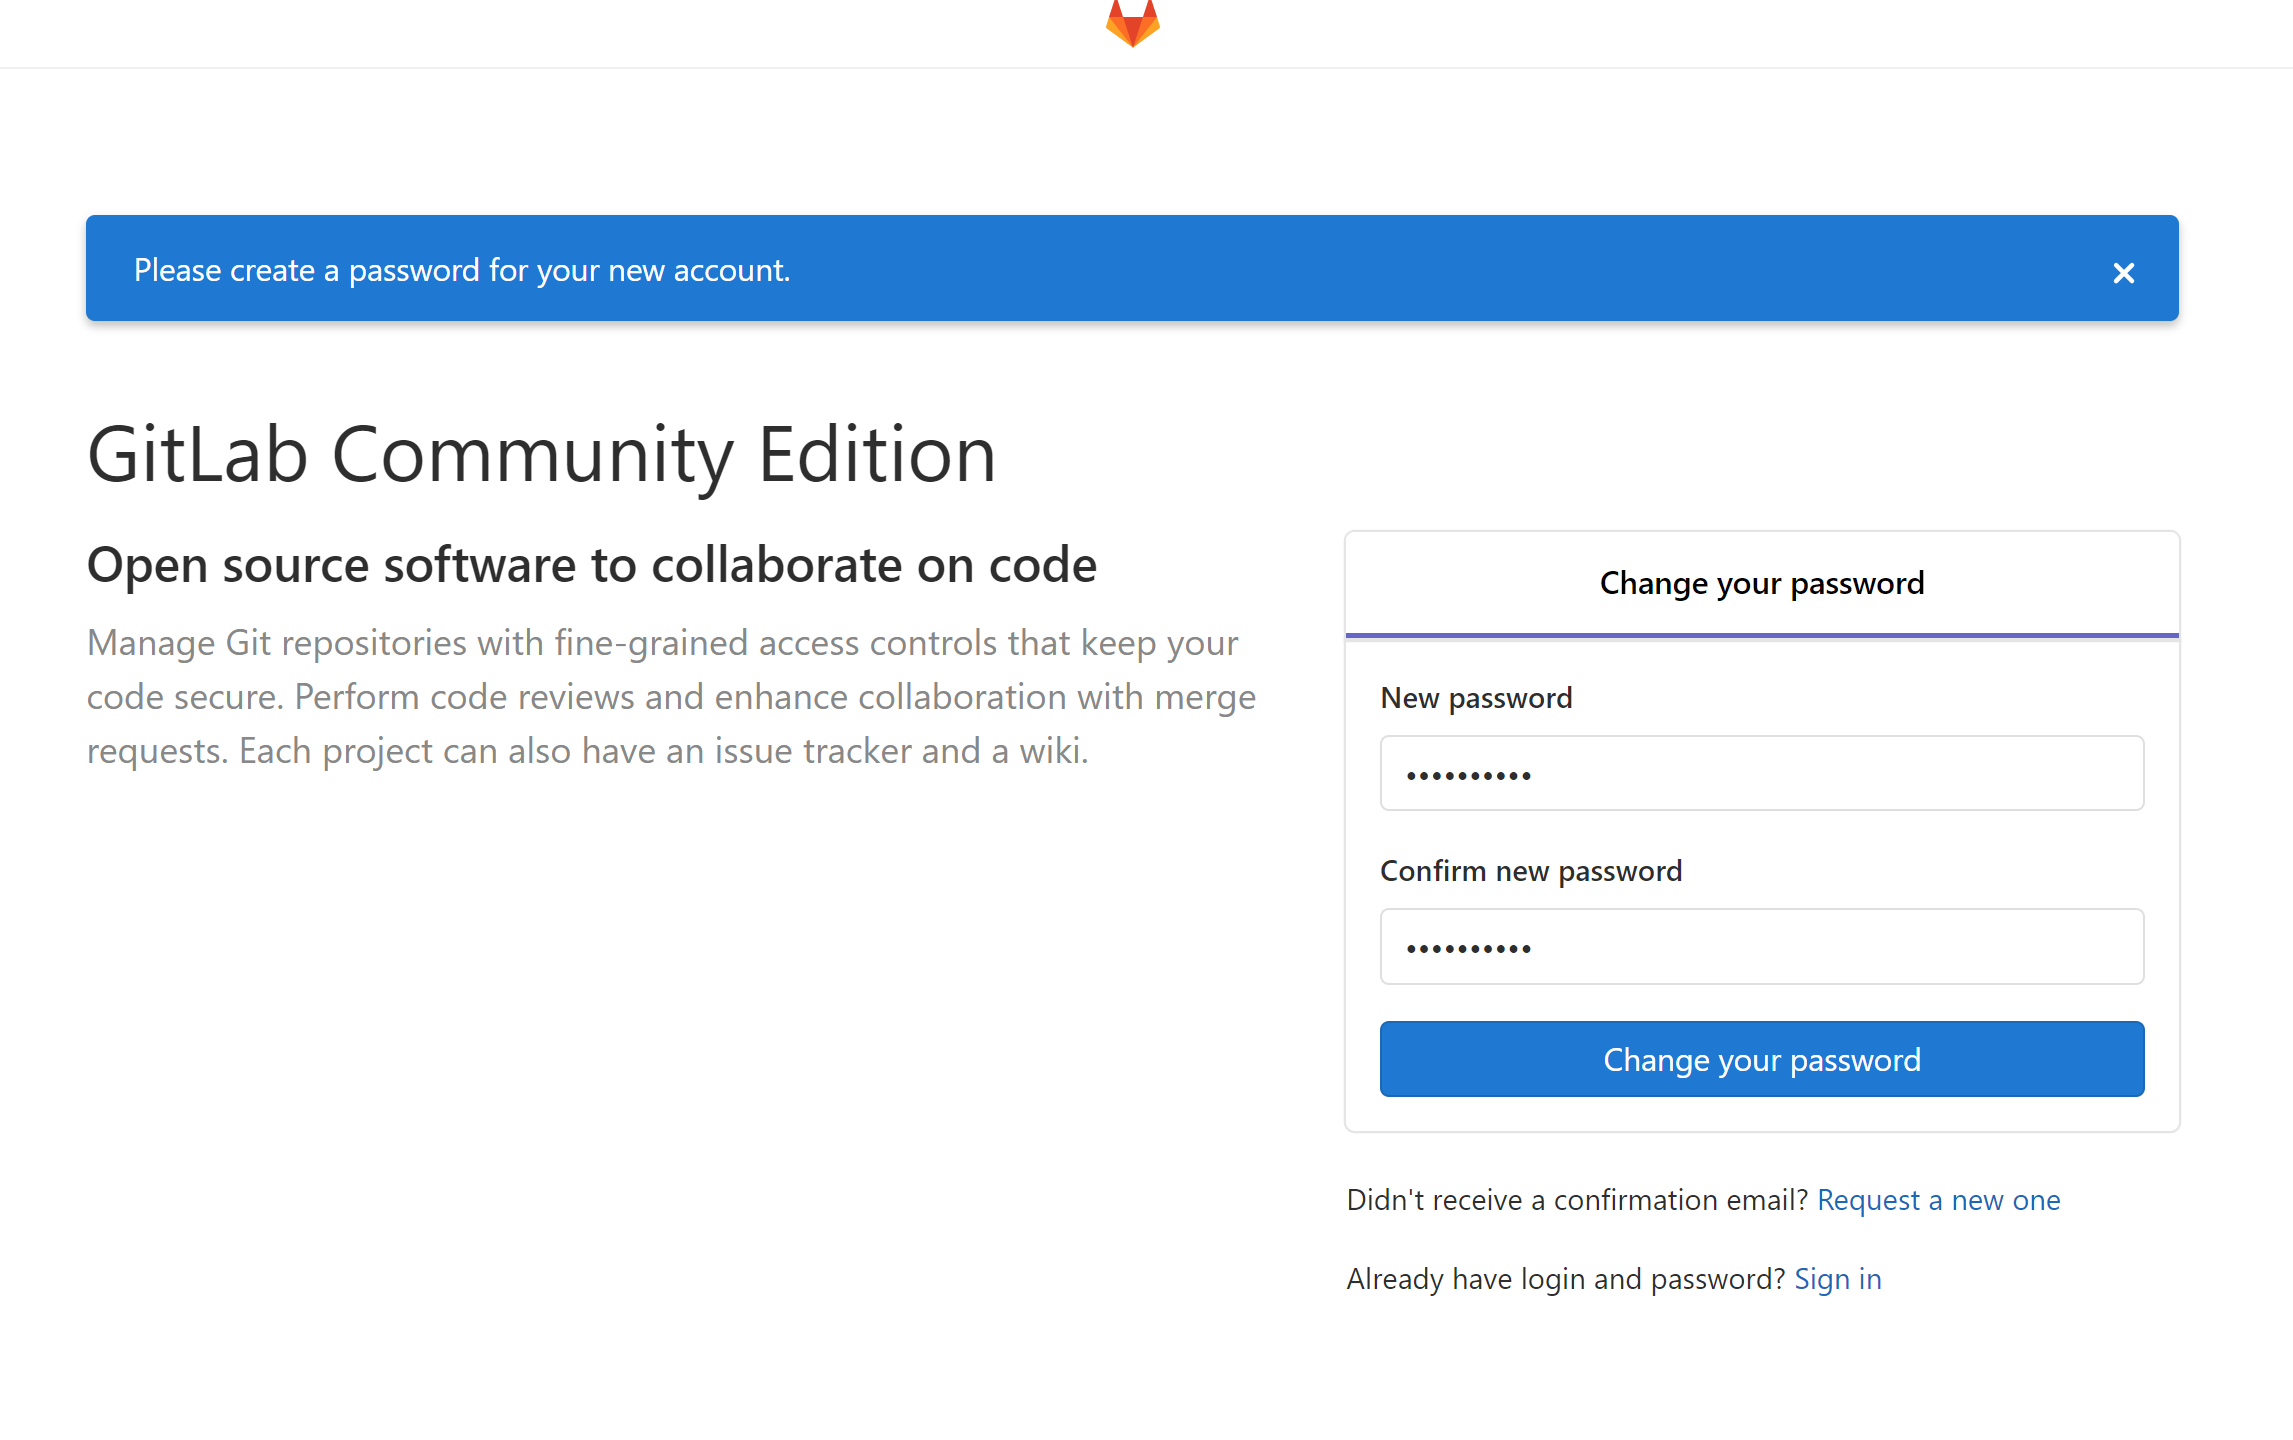 Please create a password for your new account.
GitLab Community Edition
Open source software to collaborate on code
Manage Git repositories with fine-grained access controls that keep your
code secure. Perform code reviews and enhance collaboration with merge
requests. Each project can also have an issue tracker and a wiki.
Change your password
New password
••••••••••
Confirm new password
••••••••••
Change your password
Didn't receive a confirmation email? Request a new one
Already have login and password? Sign in